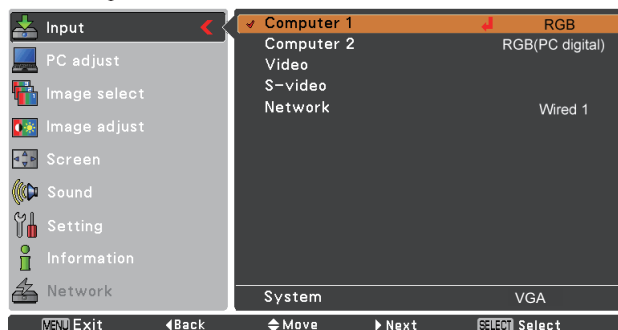 Input
PC adjust
Image select
Image adjust
Screen
Sound
Setting
Information
Network
Computer 1 RGB
Computer 2 RGB(PC digital)
Video
S-video
Network Wired 1
System VGA
MENU Exit Back Move Next SELECT Select